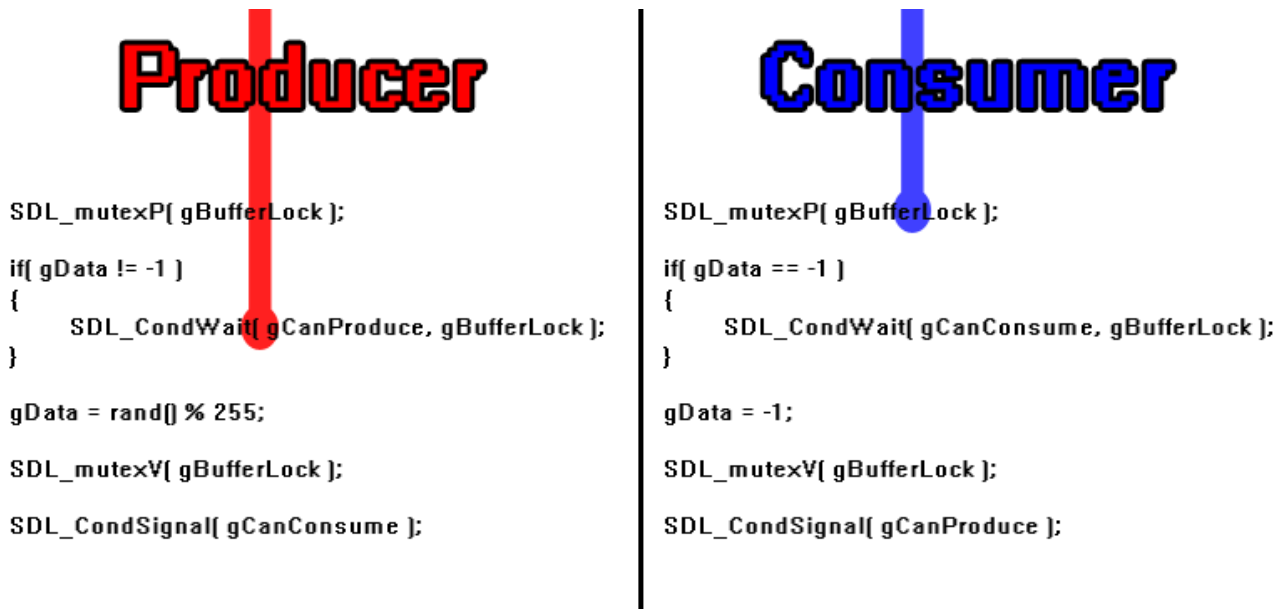 Producer
SDL_mutexP( gBufferLock );
if( gData != -1 )
{
SDL_CondWait( gCanProduce, gBufferLock );
}
gData = rand() % 255;
SDL_mutexV( gBufferLock );
SDL_CondSignal( gCanConsume );
Consumer
SDL_mutexP( gBufferLock );
if( gData == -1 )
{
SDL_CondWait( gCanConsume, gBufferLock );
}
gData = -1;
SDL_mutexV( gBufferLock );
SDL_CondSignal( gCanProduce );